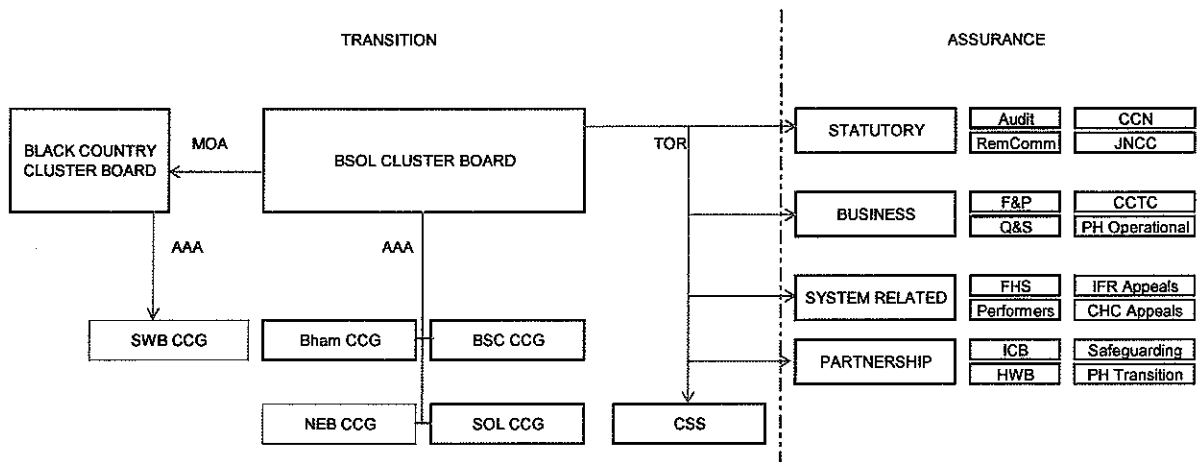 TRANSITION
ASSURANCE
BLACK COUNTRY
CLUSTER BOARD
MOA
BSOL CLUSTER BOARD
TOR
AAA
AAA
SWB CCG
Bham CCG
BSC CCG
NEB CCG
SOL CCG
CSS
STATUTORY
Audit
CCN
RemComm
JNCC
BUSINESS
F&P
CCTC
Q&S
PH Operational
SYSTEM RELATED
FHS
IFR Appeals
Performers
CHC Appeals
PARTNERSHIP
ICB
Safeguarding
HWB
PH Transition